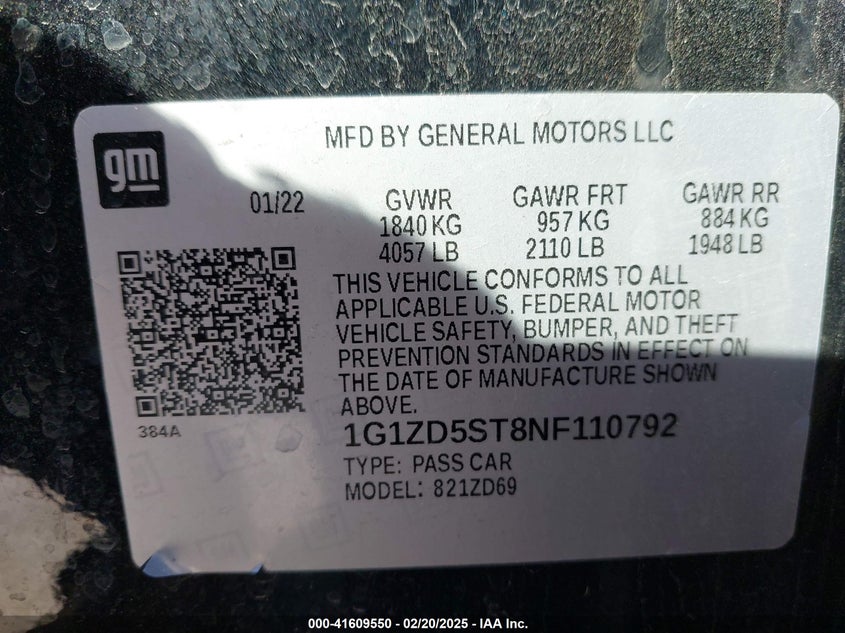 MFD BY GENERAL MOTORS LLC
gm
01/22
GVWR GAWR FRT GAWR RR
1840 KG 957 KG 884 KG
4057 LB 2110 LB 1948 LB
THIS VEHICLE CONFORMS TO ALL
APPLICABLE U.S. FEDERAL MOTOR
VEHICLE SAFETY, BUMPER, AND THEFT
PREVENTION STANDARDS IN EFFECT ON
THE DATE OF MANUFACTURE SHOWN
ABOVE.
384A
1G1ZD5ST8NF110792
TYPE: PASS CAR
MODEL: 821ZD69
000-41609550 - 02/20/2025 - IAA Inc.